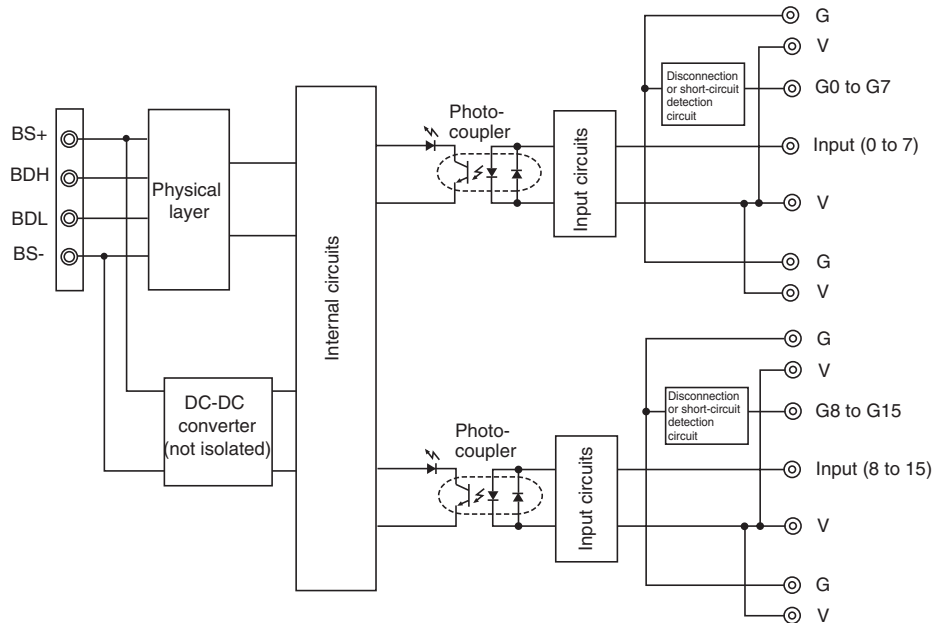 BS+
BDH
BDL
BS-
Physical
layer
DC-DC
converter
(not isolated)
Internal circuits
Photo-
coupler
Input circuits
Disconnection
or short-circuit
detection
circuit
G
V
G0 to G7
Input (0 to 7)
V
G
V
Photo-
coupler
Input circuits
Disconnection
or short-circuit
detection
circuit
G
V
G8 to G15
Input (8 to 15)
V
G
V